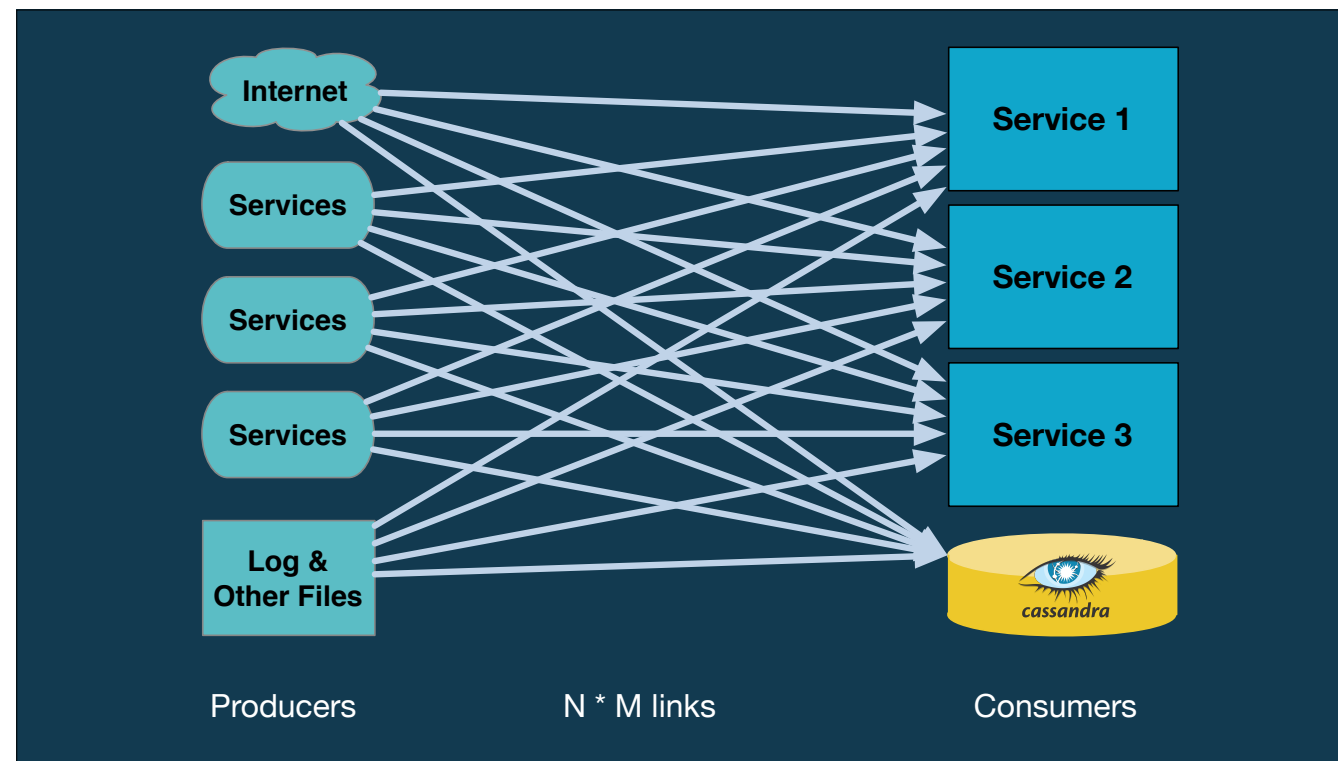 Internet
Services
Services
Services
Log &
Other Files
Service 1
Service 2
Service 3
cassandra
Producers
N * M links
Consumers